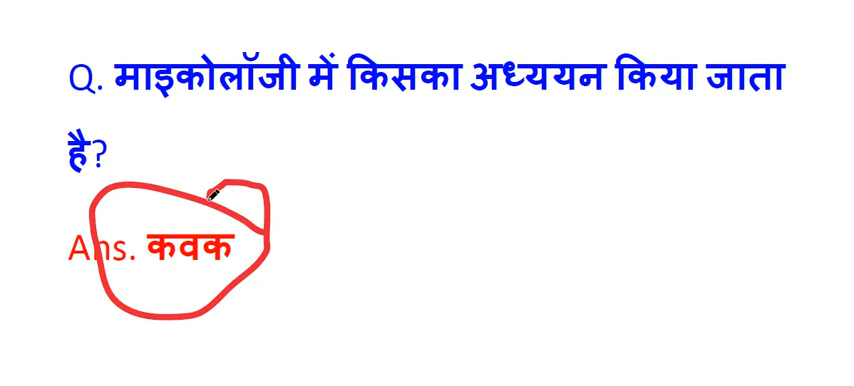 Q. माइकोलॉजी में किसका अध्ययन किया जाता
है?
Ans. कवक